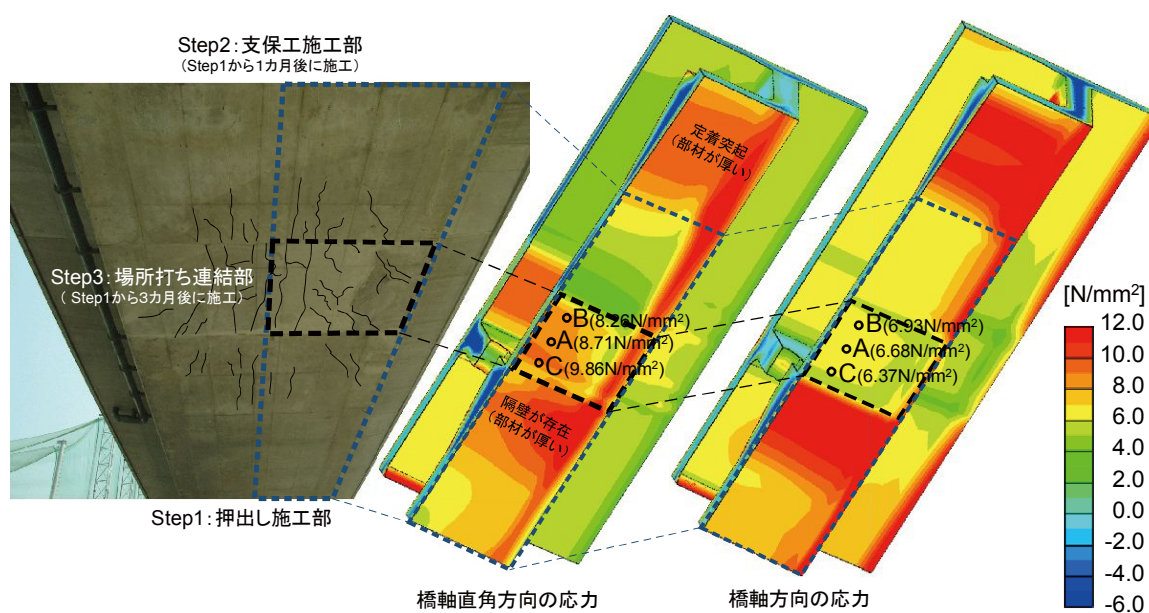 Step2：支保工施工部
（Step1から1カ月後に施工）
Step3：場所打ち連結部
（Step1から3カ月後に施工）
Step1：押出し施工部
定着突起
（部材が厚い）
B(8.26N/mm²)
A(8.71N/mm²)
C(9.86N/mm²)
隔壁が存在
（部材が厚い）
橋軸直角方向の応力
B(6.93N/mm²)
A(6.68N/mm²)
C(6.37N/mm²)
橋軸方向の応力
[N/mm²]
12.0
10.0
8.0
6.0
4.0
2.0
0.0
-2.0
-4.0
-6.0